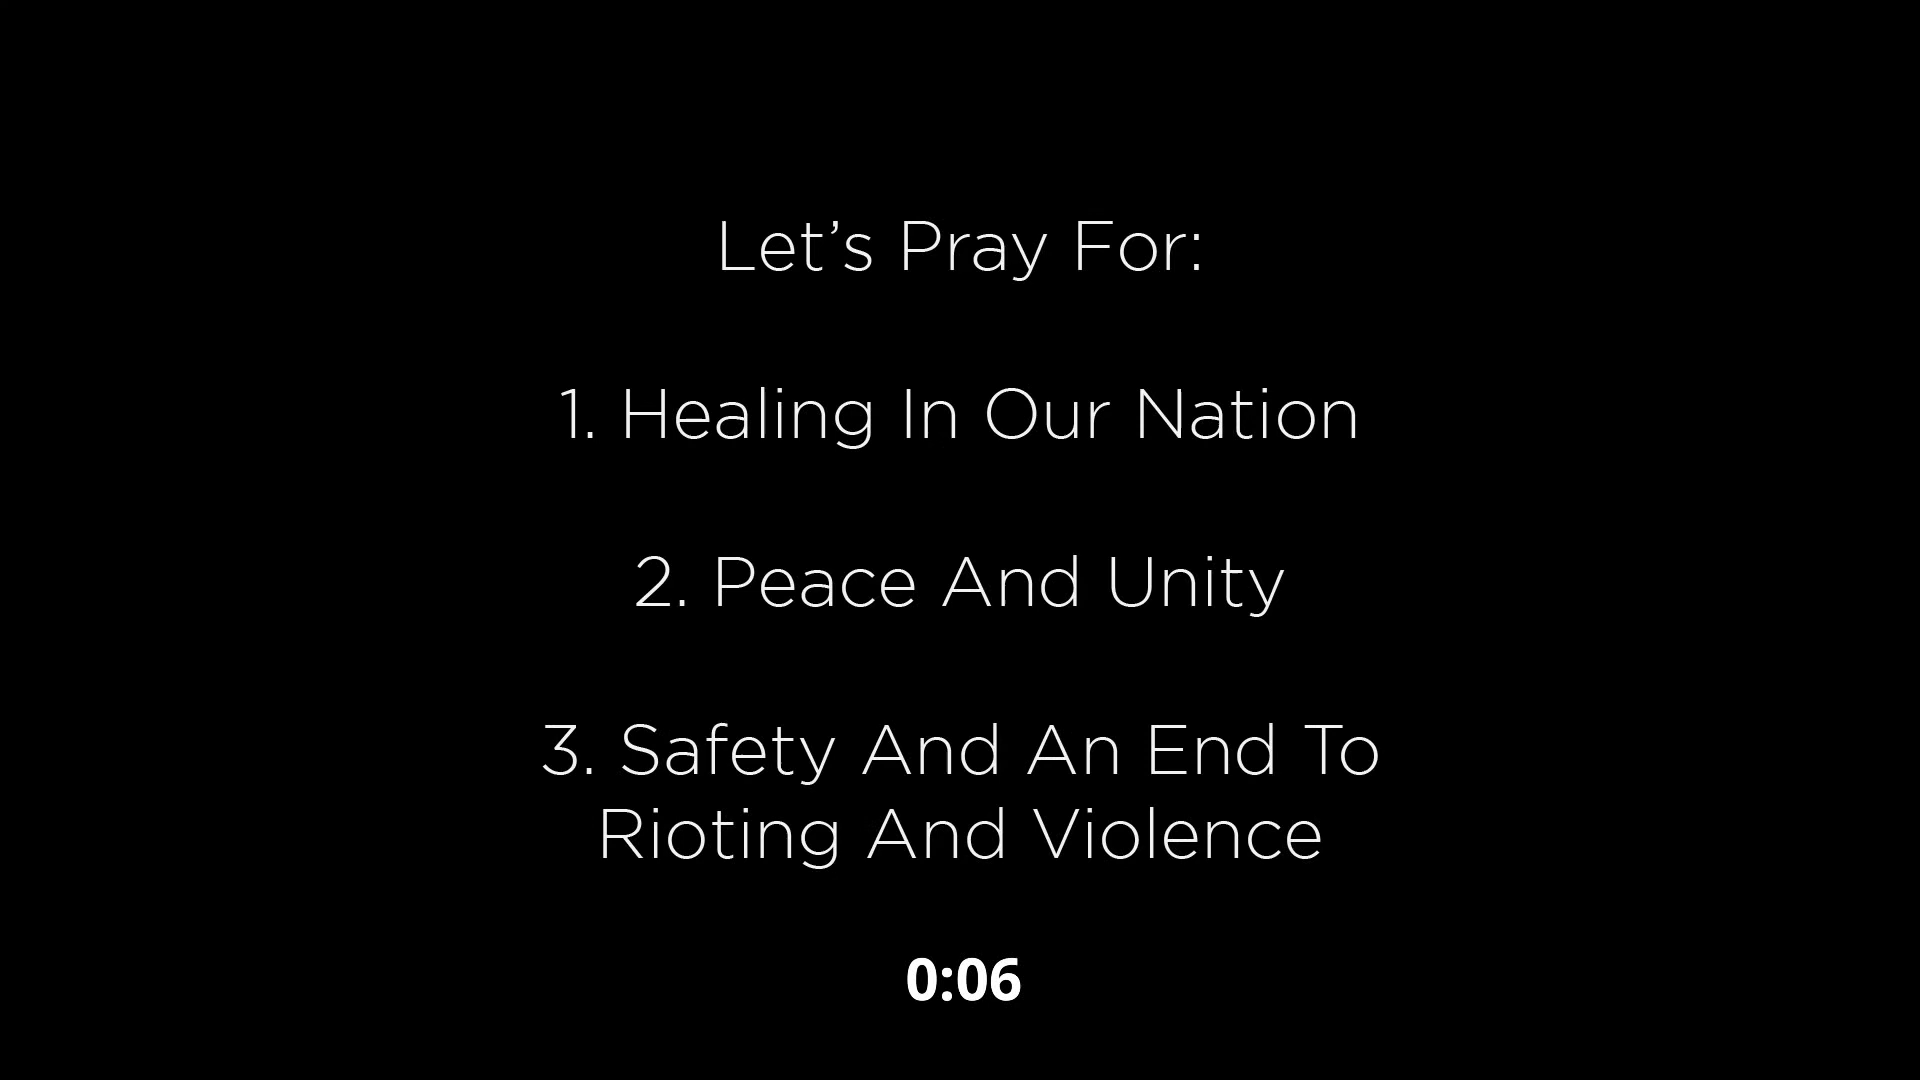 Let’s Pray For:
1. Healing In Our Nation
2. Peace And Unity
3. Safety And An End To
Rioting And Violence
0:06